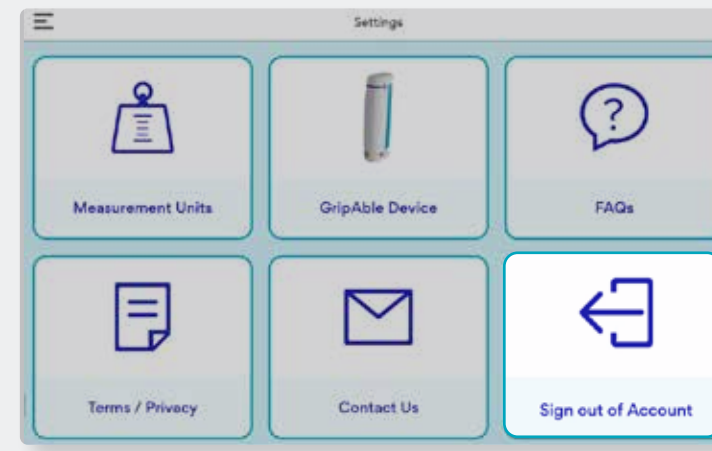 Settings
Measurement Units
GripAble Device
FAQs
Terms / Privacy
Contact Us
Sign out of Account